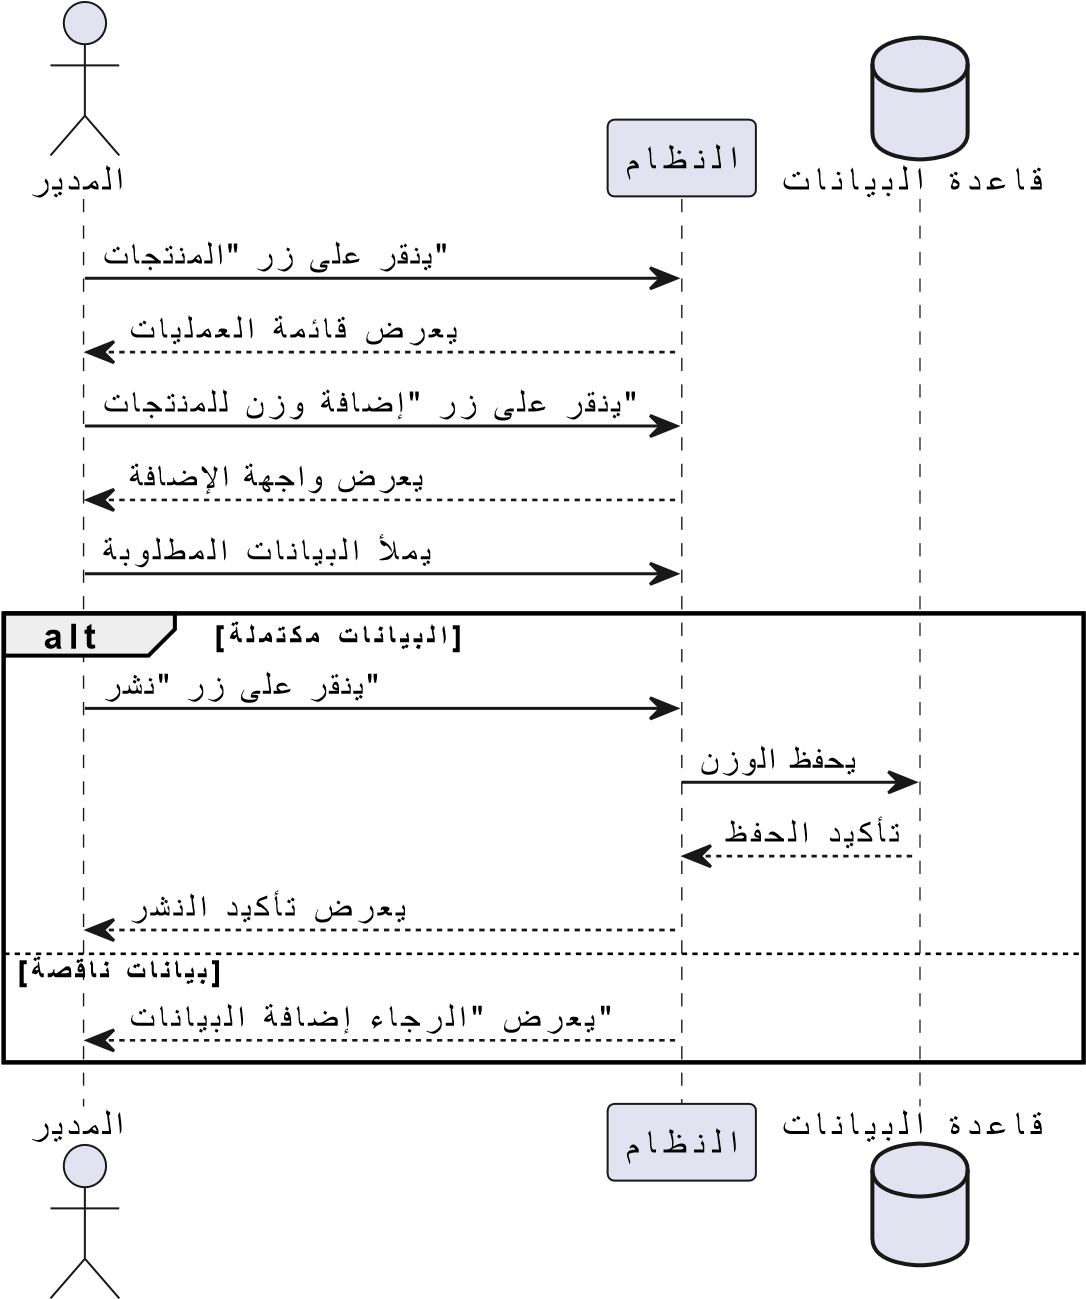 المدير
النظام
قاعدة البيانات
ينقر على زر "المنتجات"
يعرض قائمة العمليات
ينقر على زر "إضافة وزن للمنتجات"
يعرض واجهة الإضافة
يملأ البيانات المطلوبة
alt [البيانات مكتملة]
ينقر على زر "نشر"
يحفظ الوزن
تأكيد الحفظ
يعرض تأكيد النشر
[بيانات ناقصة]
يعرض "الرجاء إضافة البيانات"
المدير
النظام
قاعدة البيانات